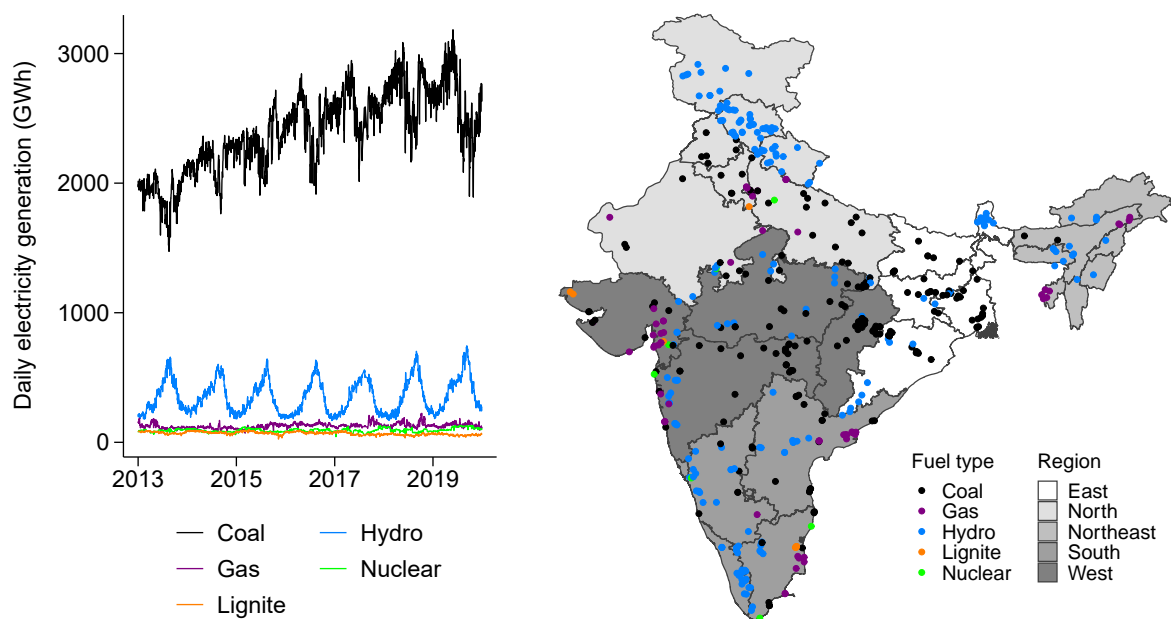 Daily electricity generation (GWh)
3000
2000
1000
0
2013
2015
2017
2019
Coal
Hydro
Gas
Nuclear
Lignite
Fuel type
Coal
Gas
Hydro
Lignite
Nuclear
Region
East
North
Northeast
South
West